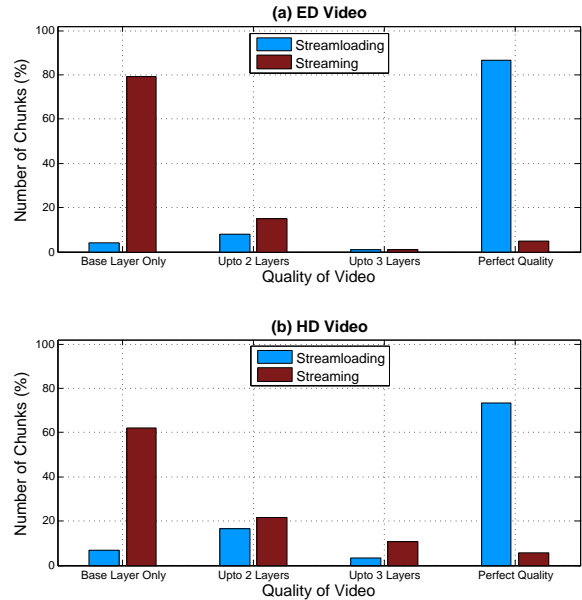 (a) ED Video
100
80
60
40
20
0
Number of Chunks (%)
Streamloading
Streaming
Base Layer Only
Upto 2 Layers
Upto 3 Layers
Perfect Quality
Quality of Video
(b) HD Video
100
80
60
40
20
0
Number of Chunks (%)
Streamloading
Streaming
Base Layer Only
Upto 2 Layers
Upto 3 Layers
Perfect Quality
Quality of Video